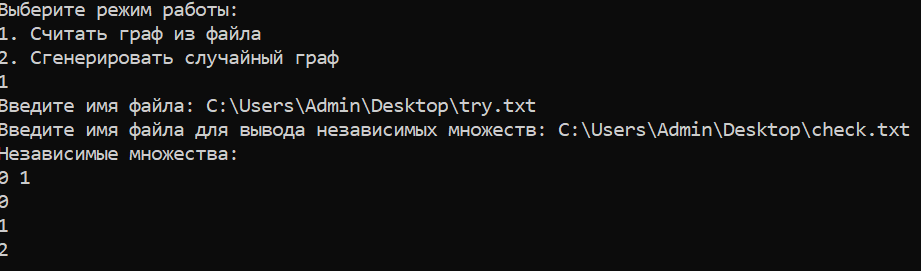 Выберите режим работы:
1. Считать граф из файла
2. Сгенерировать случайный граф
1
Введите имя файла: C:\Users\Admin\Desktop\try.txt
Введите имя файла для вывода независимых множеств: C:\Users\Admin\Desktop\check.txt
Независимые множества:
0 1
0
1
2